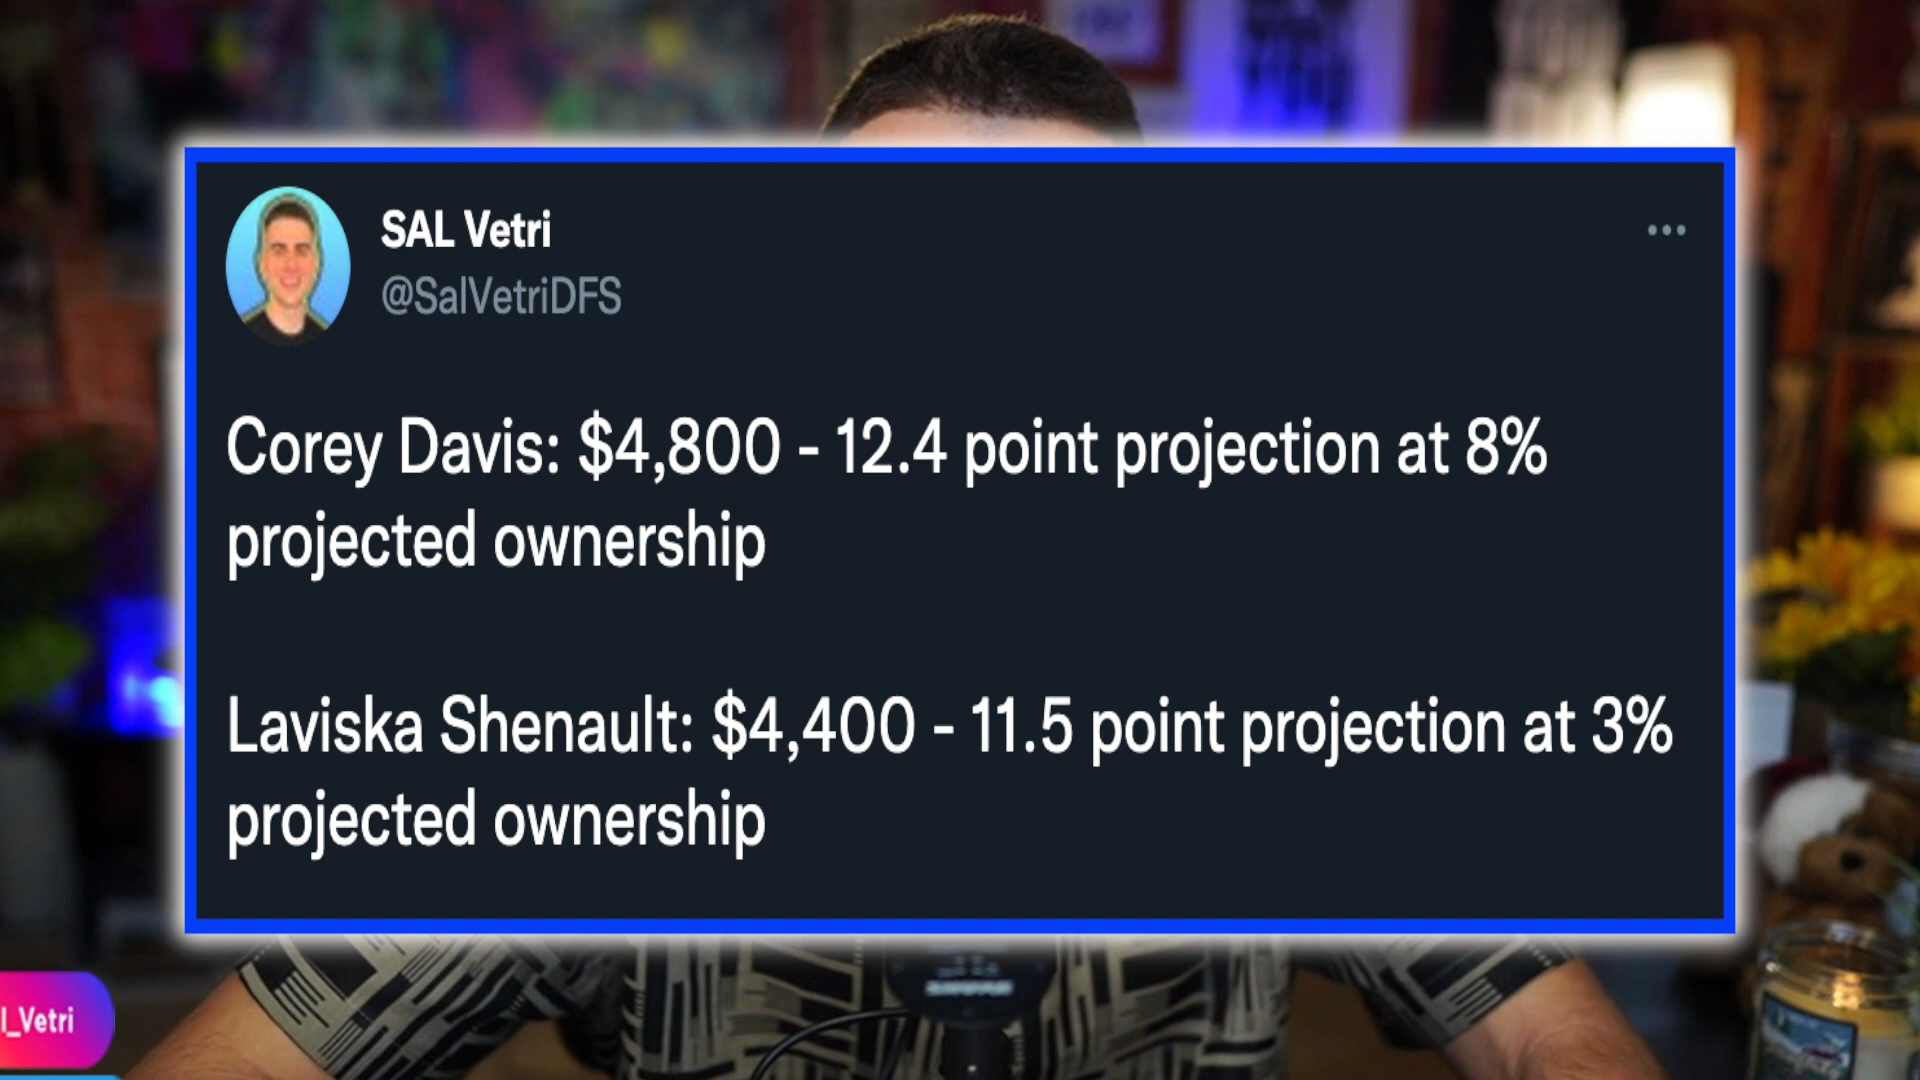 SAL Vetri
@SalVetriDFS
Corey Davis: $4,800 - 12.4 point projection at 8%
projected ownership
Laviska Shenault: $4,400 - 11.5 point projection at 3%
projected ownership
l_Vetri